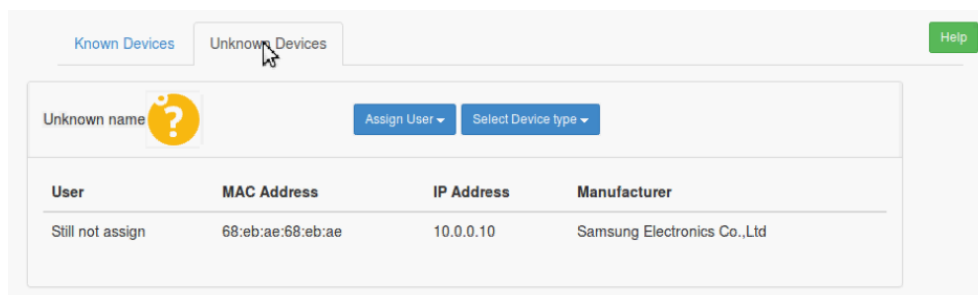 Known Devices
Unknown Devices
Help
Unknown name
?
Assign User
Select Device type
User MAC Address IP Address Manufacturer
Still not assign 68:eb:ae:68:eb:ae 10.0.0.10 Samsung Electronics Co.,Ltd